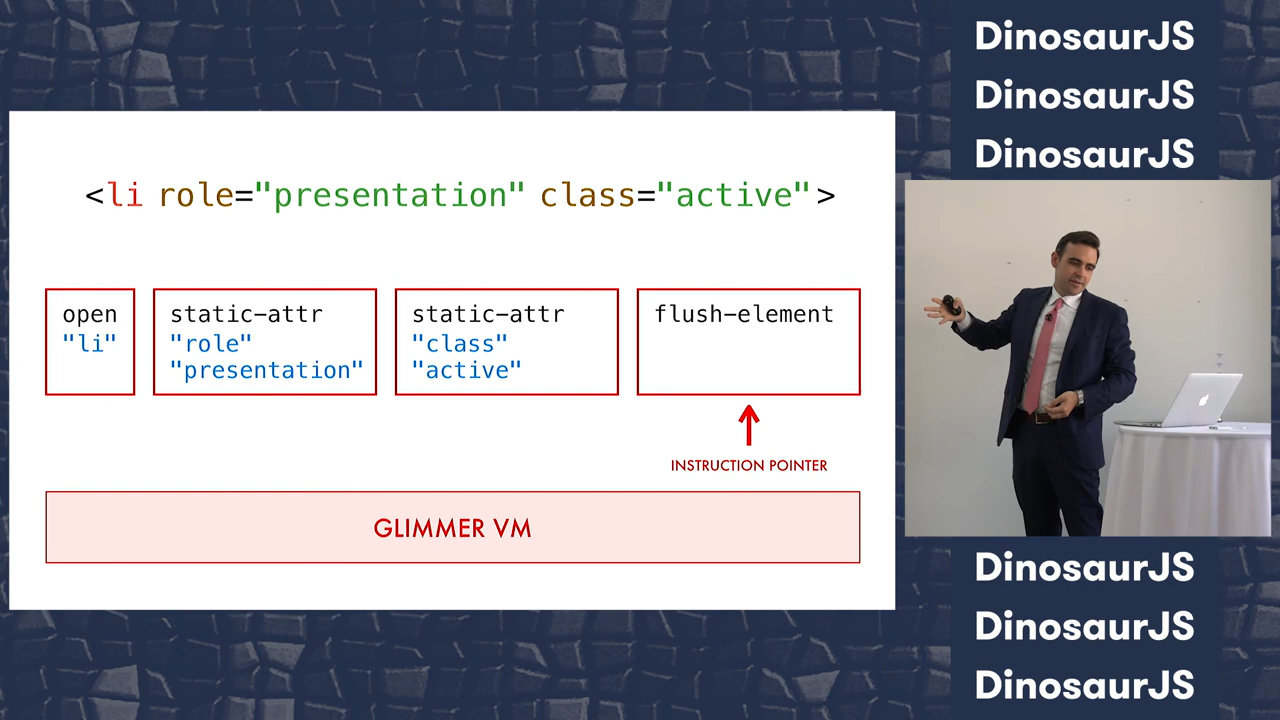 DinosaurJS
DinosaurJS
DinosaurJS
<li role="presentation" class="active">
open
"li"
static-attr
"role"
"presentation"
static-attr
"class"
"active"
flush-element
INSTRUCTION POINTER
GLIMMER VM
DinosaurJS
DinosaurJS
DinosaurJS